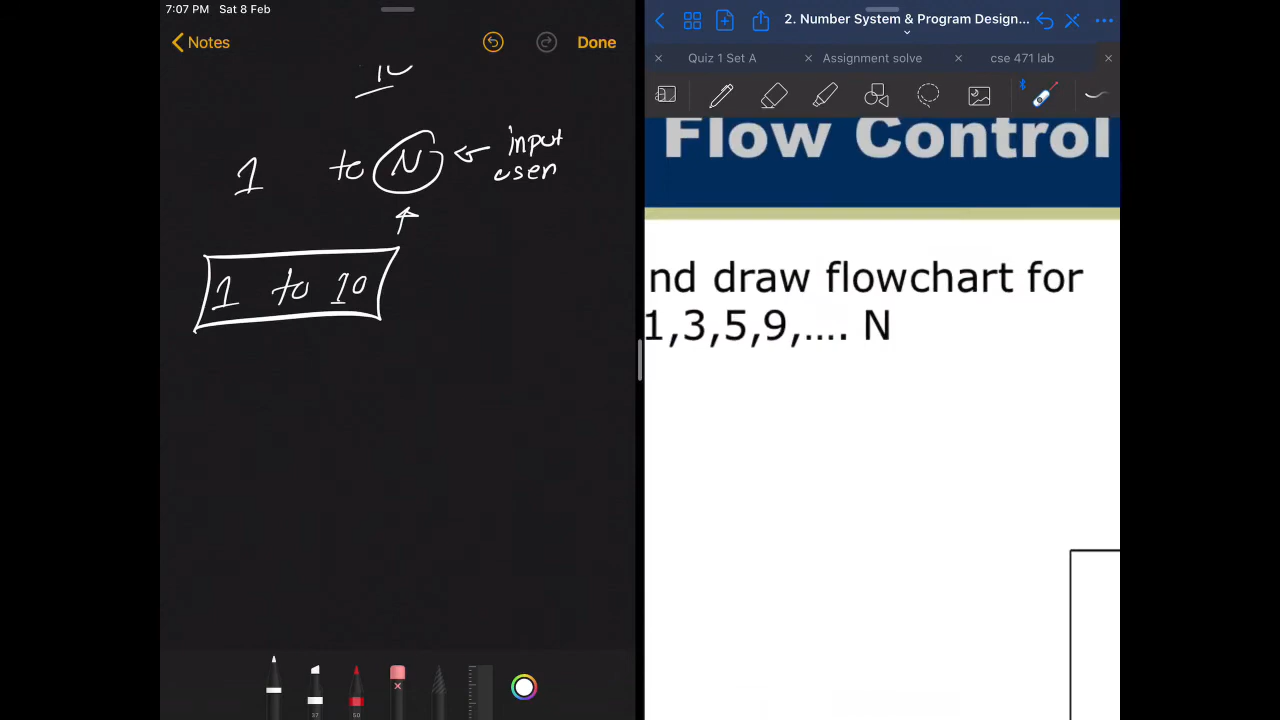 7:07 PM Sat 8 Feb
Notes
Done
1 to N ← input
user
1 to 10
2. Number System & Program Design...
Quiz 1 Set A
Assignment solve
cse 471 lab
Flow Control
nd draw flowchart for
1,3,5,9,.... N
37
50